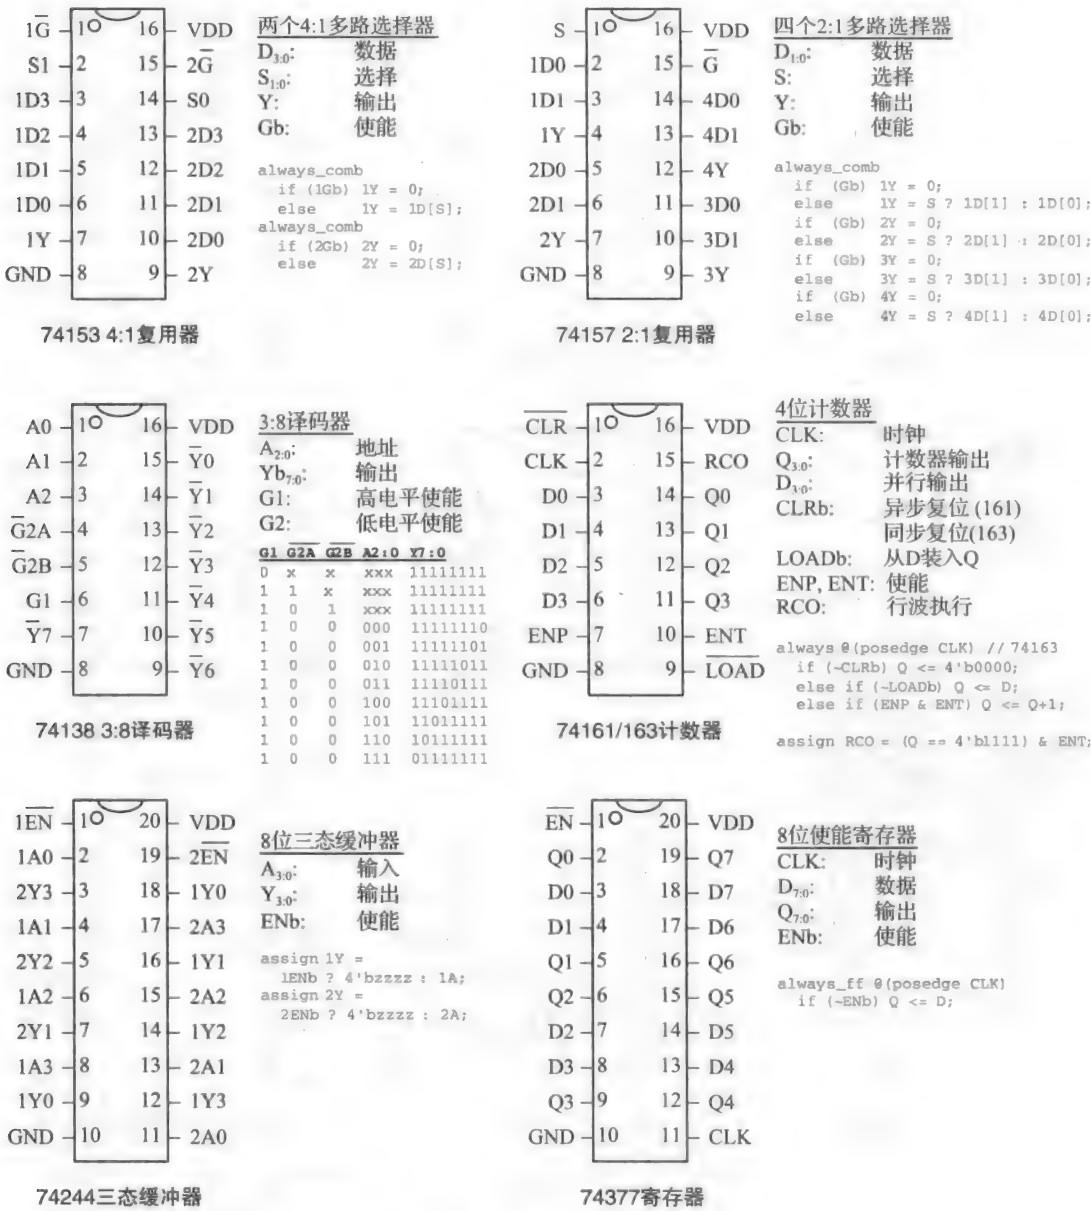 1G 1 16 VDD
S1 2 15 2G
1D3 3 14 S0
1D2 4 13 2D3
1D1 5 12 2D2
1D0 6 11 2D1
1Y 7 10 2D0
GND 8 9 2Y
两个4:1多路选择器
D3:0: 数据
S1:0: 选择
Y: 输出
Gb: 使能
always_comb
if (1Gb) 1Y = 0;
else 1Y = 1D[S];
always_comb
if (2Gb) 2Y = 0;
else 2Y = 2D[S];
74153 4:1复用器
S 1 16 VDD
1D0 2 15 G
1D1 3 14 4D0
1Y 4 13 4D1
2D0 5 12 4Y
2D1 6 11 3D0
2Y 7 10 3D1
GND 8 9 3Y
四个2:1多路选择器
D1:0: 数据
S: 选择
Y: 输出
Gb: 使能
always_comb
if (Gb) 1Y = 0;
else 1Y = S ? 1D[1] : 1D[0];
if (Gb) 2Y = 0;
else 2Y = S ? 2D[1] : 2D[0];
if (Gb) 3Y = 0;
else 3Y = S ? 3D[1] : 3D[0];
if (Gb) 4Y = 0;
else 4Y = S ? 4D[1] : 4D[0];
74157 2:1复用器
A0 1 16 VDD
A1 2 15 Y0
A2 3 14 Y1
G2A 4 13 Y2
G2B 5 12 Y3
G1 6 11 Y4
Y7 7 10 Y5
GND 8 9 Y6
3:8译码器
A2:0: 地址
Yb7:0: 输出
G1: 高电平使能
G2: 低电平使能
G1 G2A G2B A2:0 Y7:0
0 x x xxx 11111111
1 1 x xxx 11111111
1 0 1 xxx 11111111
1 0 0 000 11111110
1 0 0 001 11111101
1 0 0 010 11111011
1 0 0 011 11110111
1 0 0 100 11101111
1 0 0 101 11011111
1 0 0 110 10111111
1 0 0 111 01111111
74138 3:8译码器
CLR 1 16 VDD
CLK 2 15 RCO
D0 3 14 Q0
D1 4 13 Q1
D2 5 12 Q2
D3 6 11 Q3
ENP 7 10 ENT
GND 8 9 LOAD
4位计数器
CLK: 时钟
Q3:0: 计数器输出
D3:0: 并行输出
CLRb: 异步复位 (161)
同步复位(163)
LOADb: 从D装入Q
ENP, ENT: 使能
RCO: 行波执行
always @(posedge CLK) // 74163
if (~CLRb) Q <= 4'b0000;
else if (~LOADb) Q <= D;
else if (ENP & ENT) Q <= Q+1;
assign RCO = (Q == 4'b1111) & ENT;
74161/163计数器
1EN 1 20 VDD
1A0 2 19 2EN
2Y3 3 18 1Y0
1A1 4 17 2A3
2Y2 5 16 1Y1
1A2 6 15 2A2
2Y1 7 14 1Y2
1A3 8 13 2A1
1Y0 9 12 1Y3
GND 10 11 2A0
8位三态缓冲器
A3:0: 输入
Y3:0: 输出
ENb: 使能
assign 1Y =
1ENb ? 4'bzzzz : 1A;
assign 2Y =
2ENb ? 4'bzzzz : 2A;
74244三态缓冲器
EN 1 20 VDD
Q0 2 19 Q7
D0 3 18 D7
D1 4 17 D6
Q1 5 16 Q6
Q2 6 15 Q5
D2 7 14 D5
D3 8 13 D4
Q3 9 12 Q4
GND 10 11 CLK
8位使能寄存器
CLK: 时钟
D7:0: 数据
Q7:0: 输出
ENb: 使能
always_ff @(posedge CLK)
if (~ENb) Q <= D;
74377寄存器